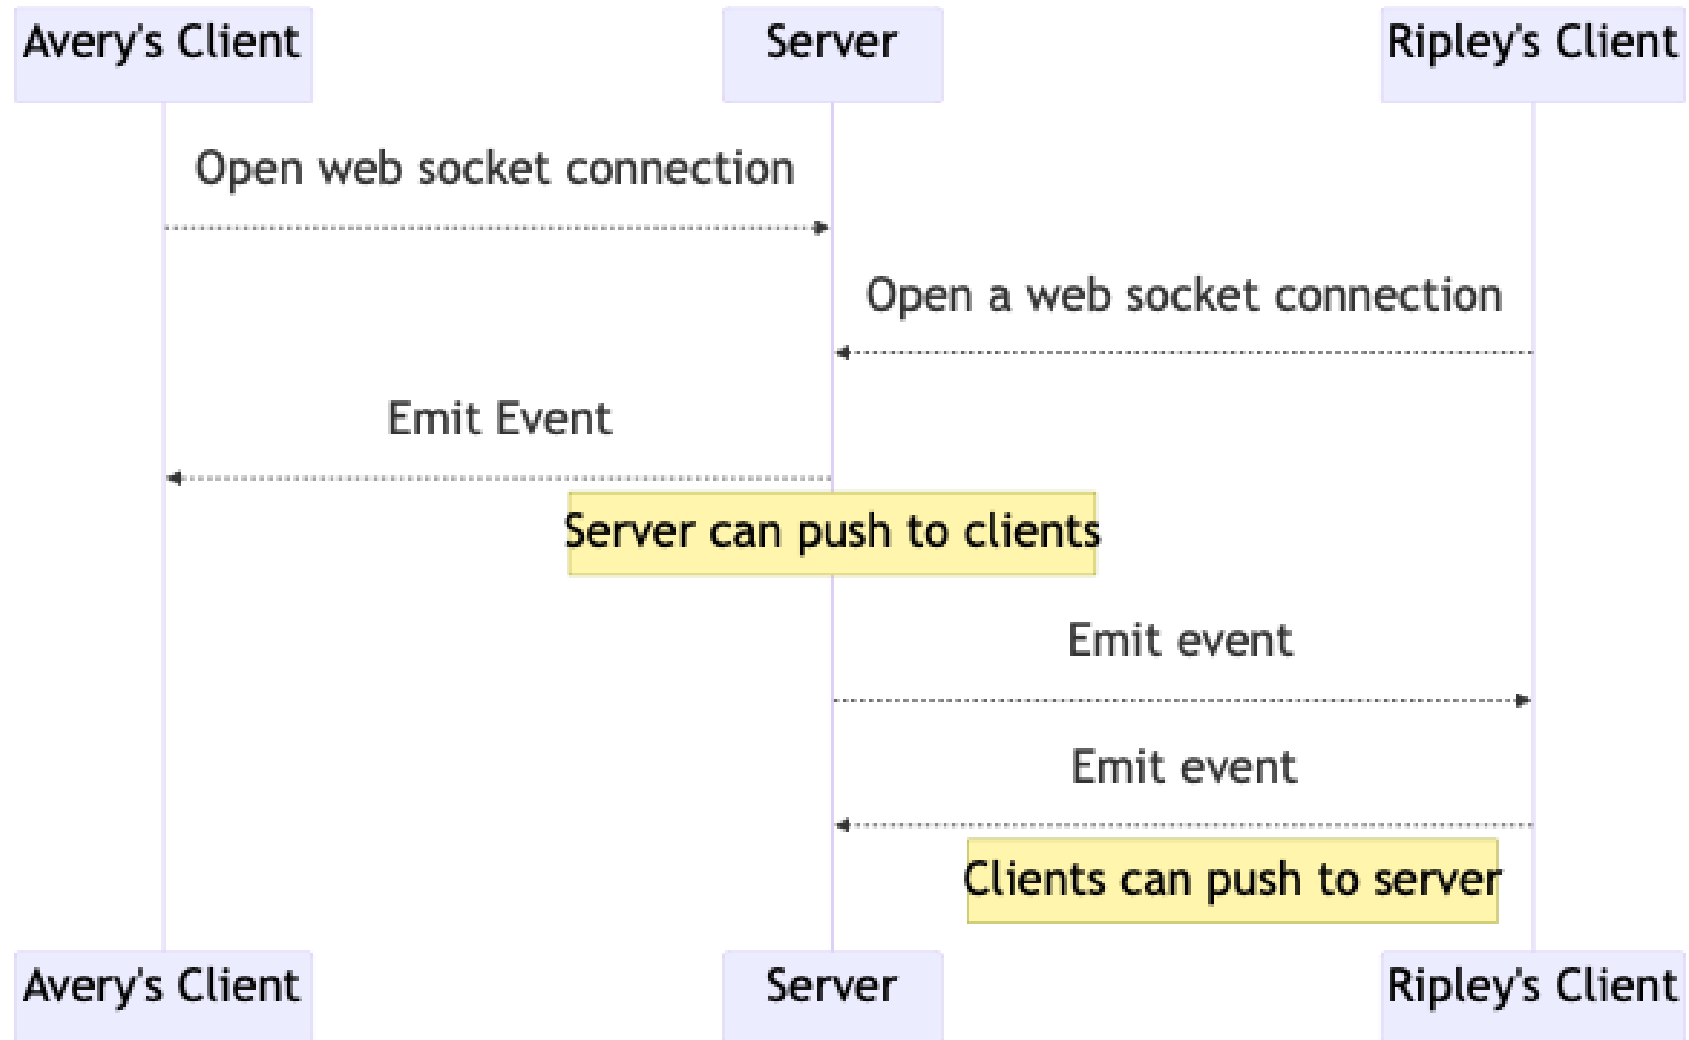 Avery's Client
Server
Ripley's Client
Open web socket connection
Open a web socket connection
Emit Event
Server can push to clients
Emit event
Emit event
Clients can push to server
Avery's Client
Server
Ripley's Client